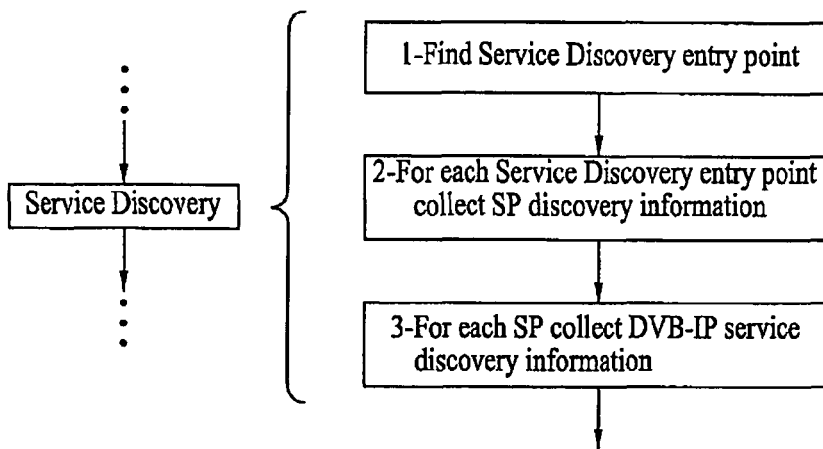 Service Discovery
1-Find Service Discovery entry point
2-For each Service Discovery entry point
collect SP discovery information
3-For each SP collect DVB-IP service
discovery information